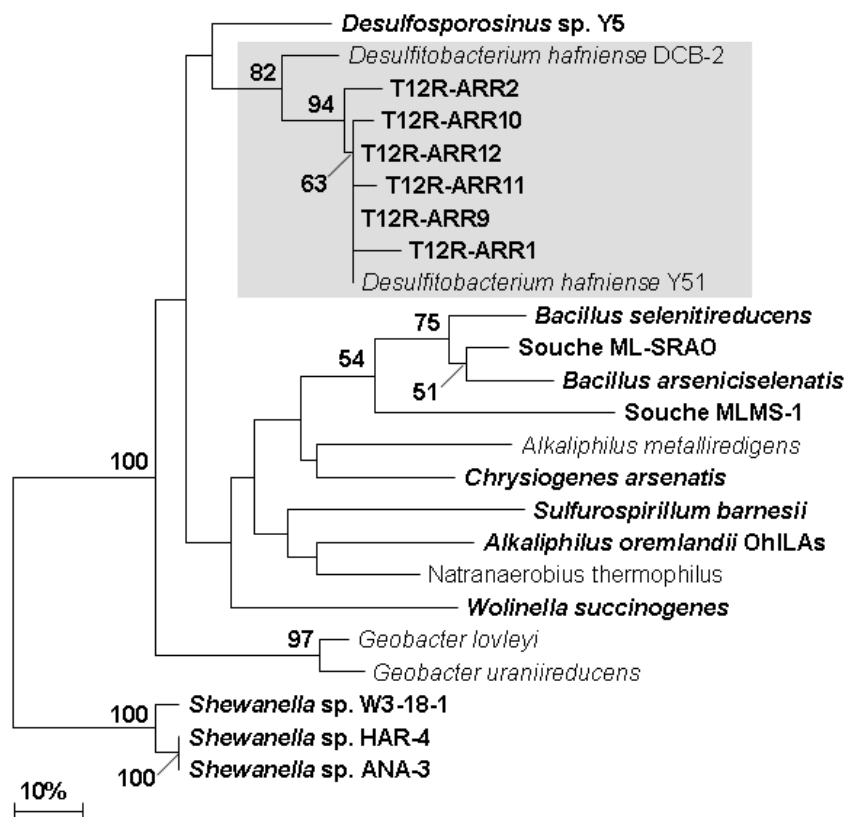 Desulfosporosinus sp. Y5
Desulfitobacterium hafniense DCB-2
82
T12R-ARR2
94
T12R-ARR10
T12R-ARR12
63
T12R-ARR11
T12R-ARR9
T12R-ARR1
Desulfitobacterium hafniense Y51
Bacillus selenitireducens
75
Souche ML-SRAO
54
Bacillus arseniciselenatis
51
Souche MLMS-1
Alkaliphilus metalliredigens
100
Chrysiogenes arsenatis
Sulfurospirillum barnesii
Alkaliphilus oremlandii OhILAs
Natranaerobius thermophilus
Wolinella succinogenes
97
Geobacter lovleyi
Geobacter uraniireducens
Shewanella sp. W3-18-1
100
Shewanella sp. HAR-4
Shewanella sp. ANA-3
100
10%